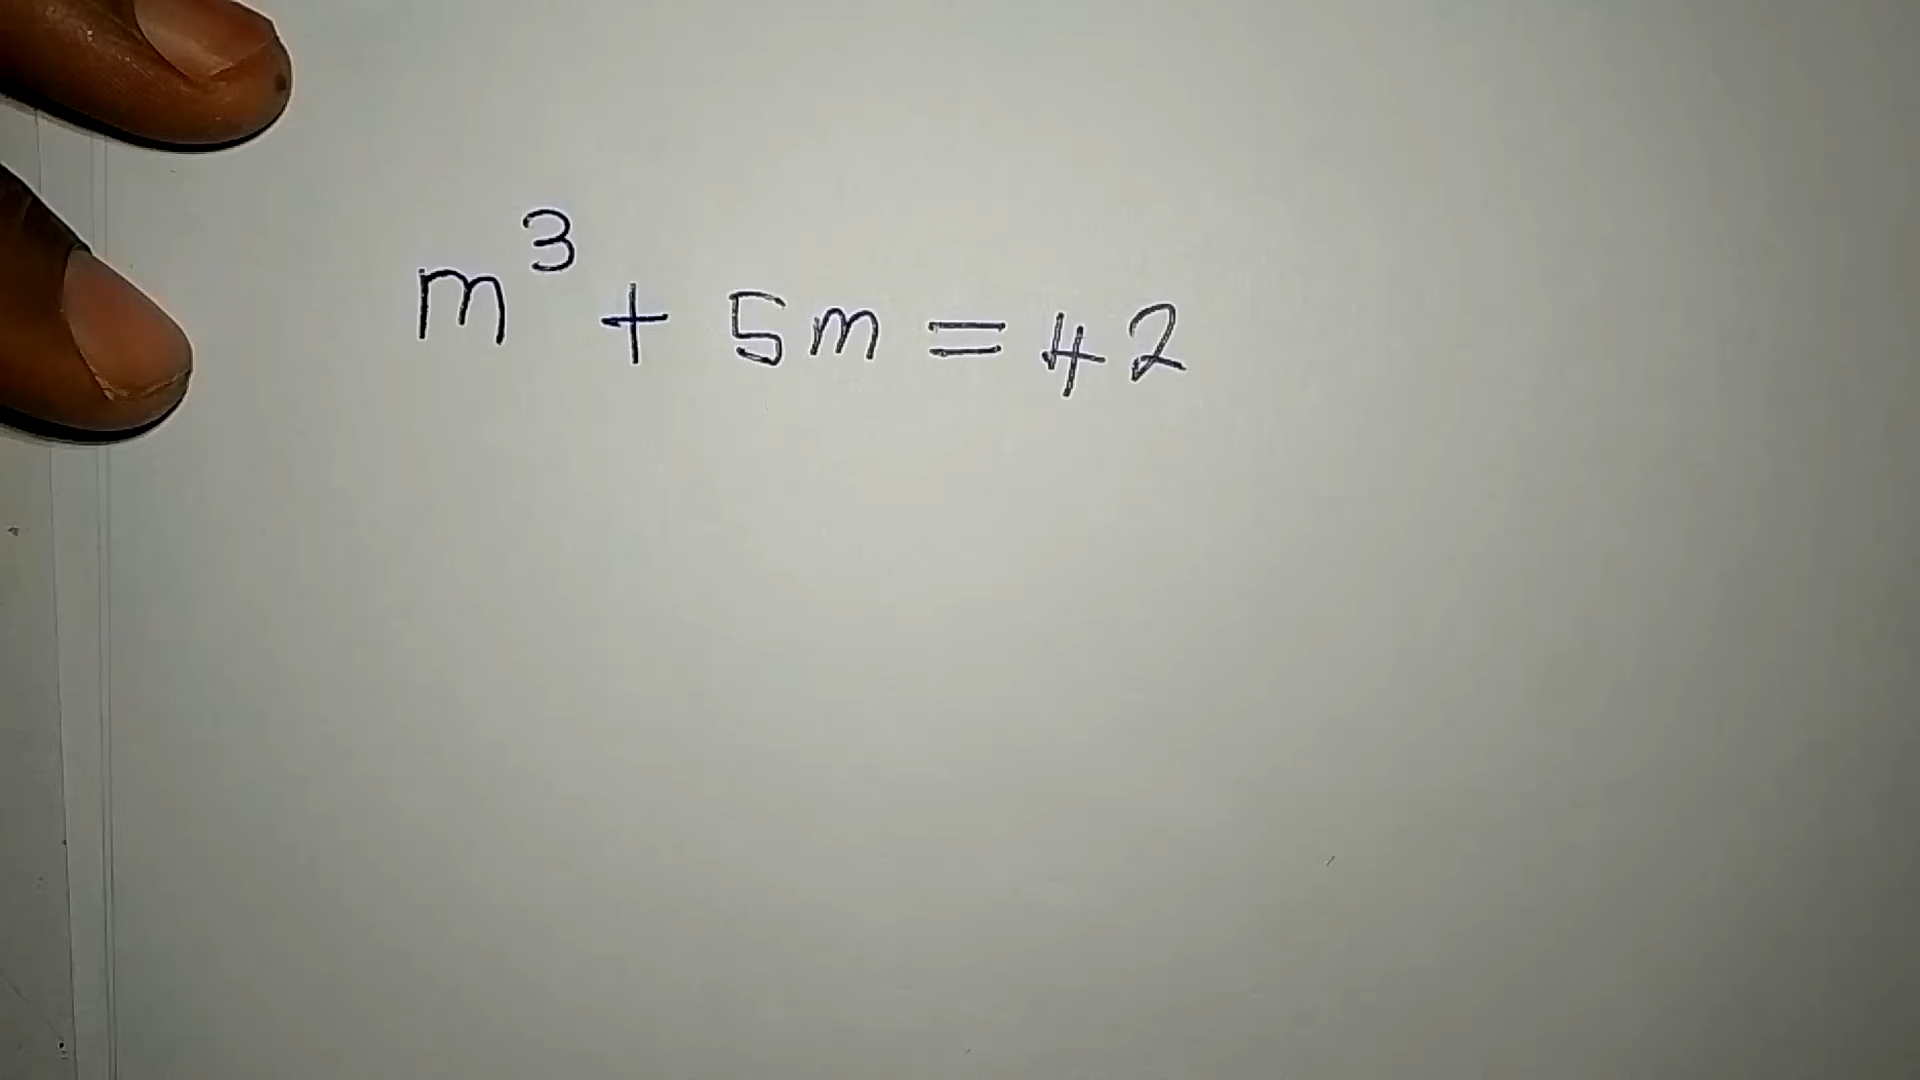 m³ + 5m = 42